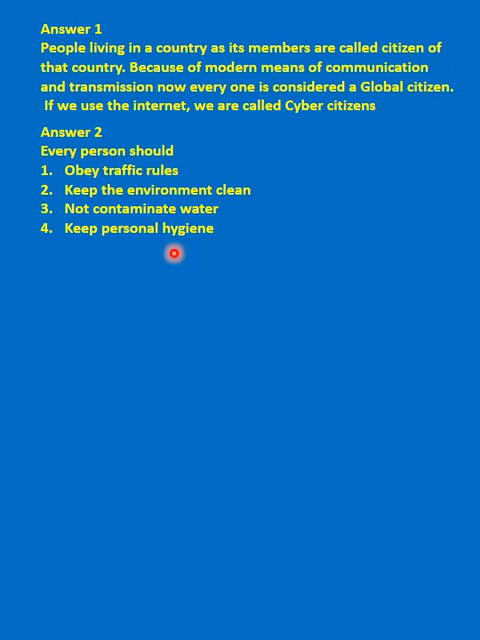 Answer 1
People living in a country as its members are called citizen of
that country. Because of modern means of communication
and transmission now every one is considered a Global citizen.
If we use the internet, we are called Cyber citizens
Answer 2
Every person should
1. Obey traffic rules
2. Keep the environment clean
3. Not contaminate water
4. Keep personal hygiene